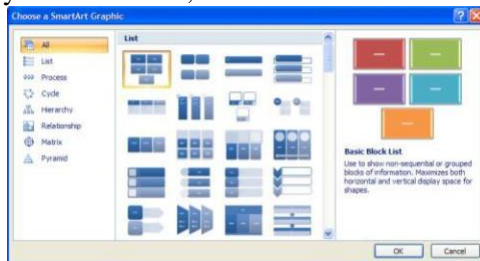 Choose a SmartArt Graphic
All
List
Process
Cycle
Hierarchy
Relationship
Matrix
Pyramid
List
Basic Block List
Use to show non-sequential or grouped
blocks of information. Maximizes both
horizontal and vertical display space for
shapes.
OK
Cancel